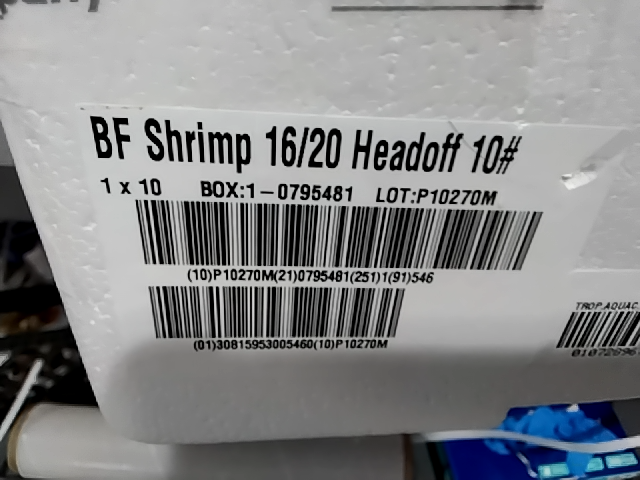 BF Shrimp 16/20 Headoff 10#
1 x 10 BOX:1-0795481 LOT:P10270M
(10)P10270M(21)0795481(251)1(91)546
(01)30815953005460(10)P10270M
TROP.AQUAC